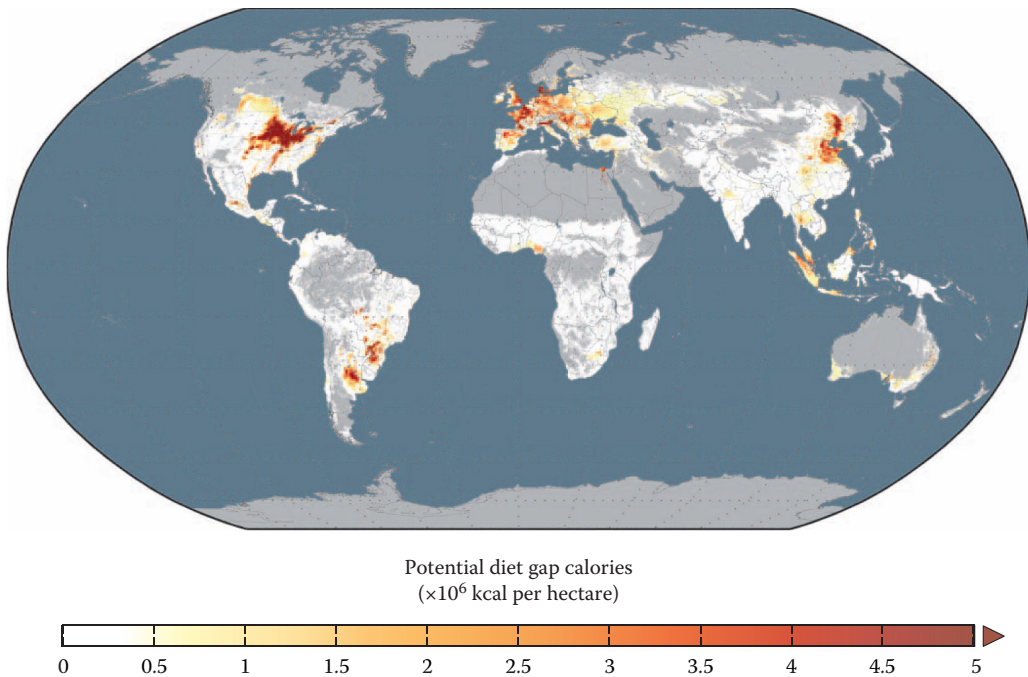 Potential diet gap calories
(×10⁶ kcal per hectare)
0 0.5 1 1.5 2 2.5 3 3.5 4 4.5 5